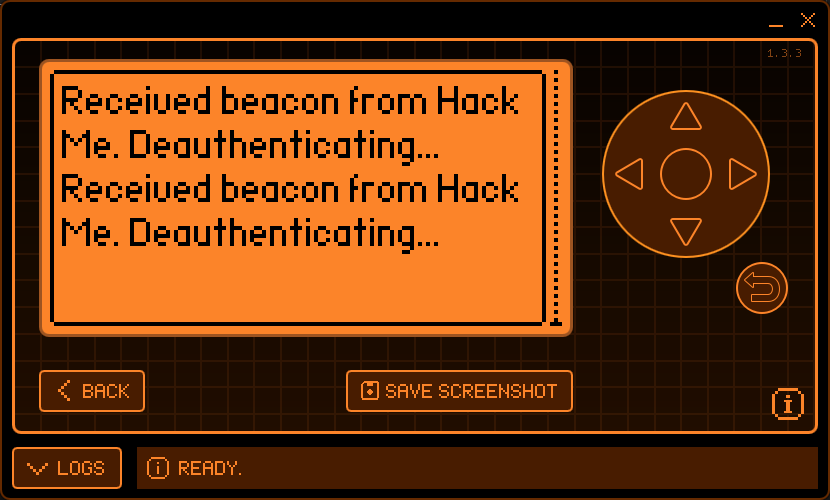 1.3.3
Received beacon from Hack
Me. Deauthenticating...
Received beacon from Hack
Me. Deauthenticating...
BACK
SAVE SCREENSHOT
LOGS
READY.